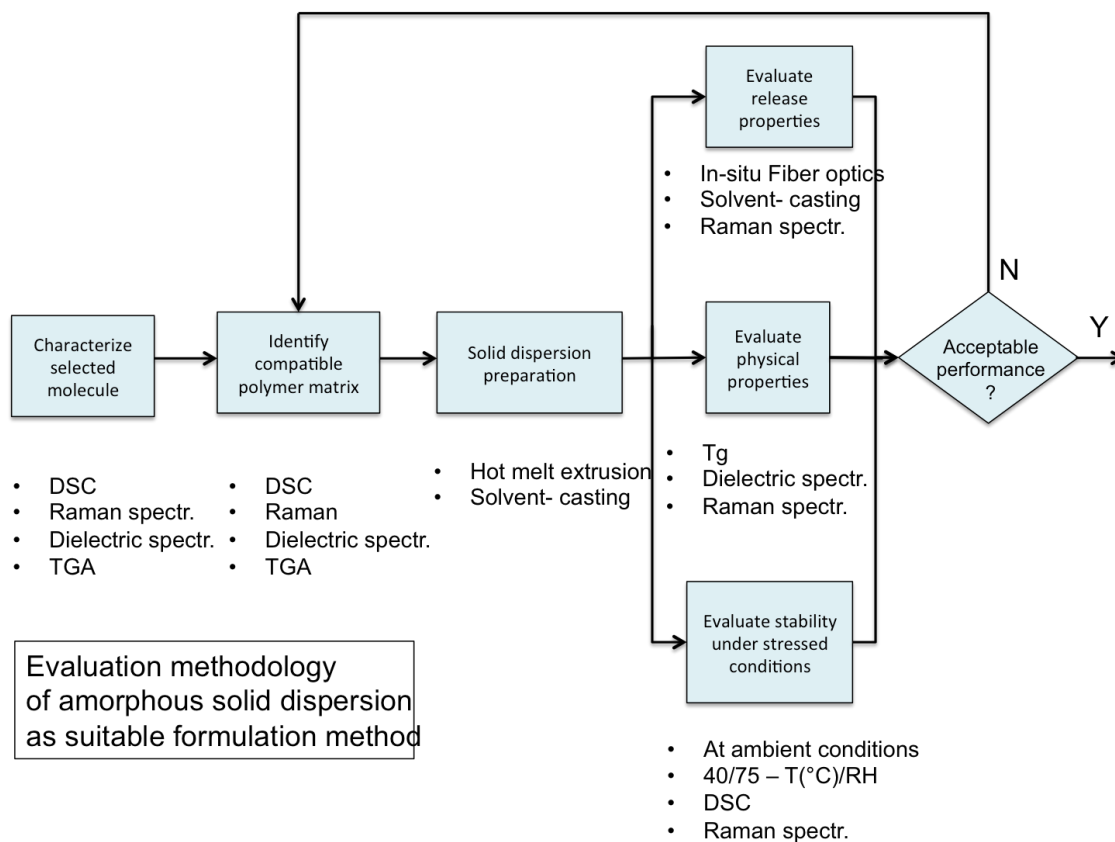 Evaluate
release
properties
• In-situ Fiber optics
• Solvent- casting
• Raman spectr.
N
Y
Characterize
selected
molecule
Identify
compatible
polymer matrix
Solid dispersion
preparation
Evaluate
physical
properties
Acceptable
performance
?
• DSC
• Raman spectr.
• Dielectric spectr.
• TGA
• DSC
• Raman
• Dielectric spectr.
• TGA
• Hot melt extrusion
• Solvent- casting
• Tg
• Dielectric spectr.
• Raman spectr.
Evaluate stability
under stressed
conditions
Evaluation methodology
of amorphous solid dispersion
as suitable formulation method
• At ambient conditions
• 40/75 – T(°C)/RH
• DSC
• Raman spectr.